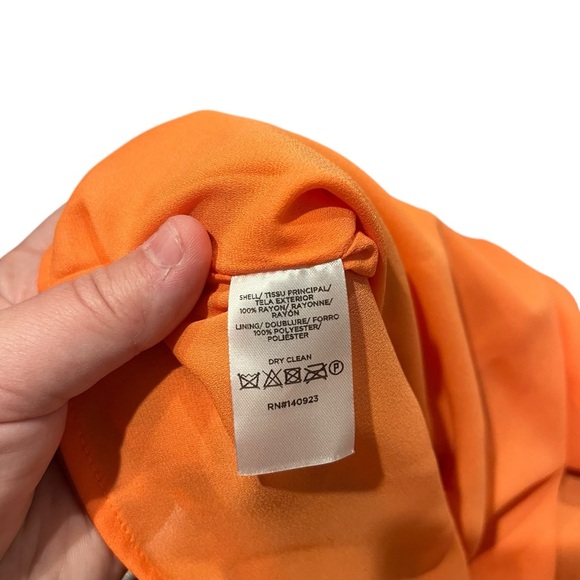 SHELL/ TISSU PRINCIPAL/
TELA EXTERIOR
100% RAYON/ RAYONNE/
RAYÓN
LINING/ DOUBLURE/ FORRO
100% POLYESTER/
POLIÉSTER
DRY CLEAN
P
RN#140923